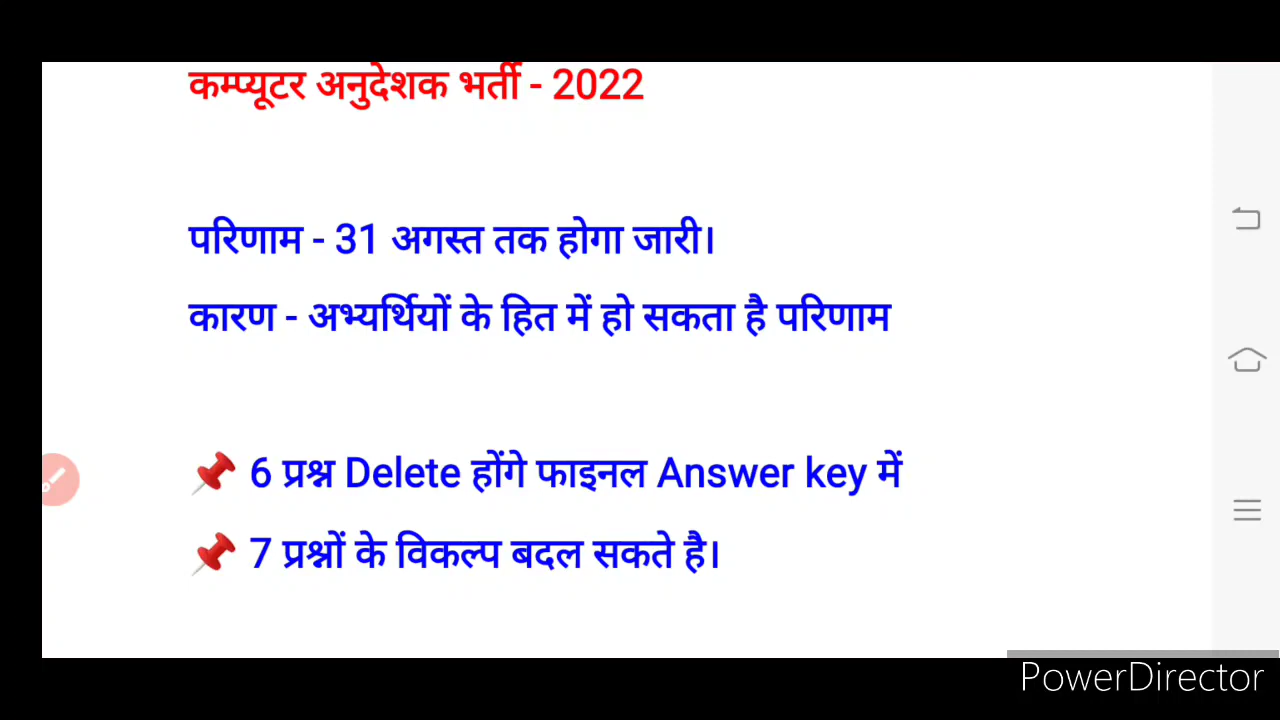 कम्प्यूटर अनुदेशक भर्ती - 2022
परिणाम - 31 अगस्त तक होगा जारी।
कारण - अभ्यर्थियों के हित में हो सकता है परिणाम
📌 6 प्रश्न Delete होंगे फाइनल Answer key में
📌 7 प्रश्नों के विकल्प बदल सकते है।
PowerDirector